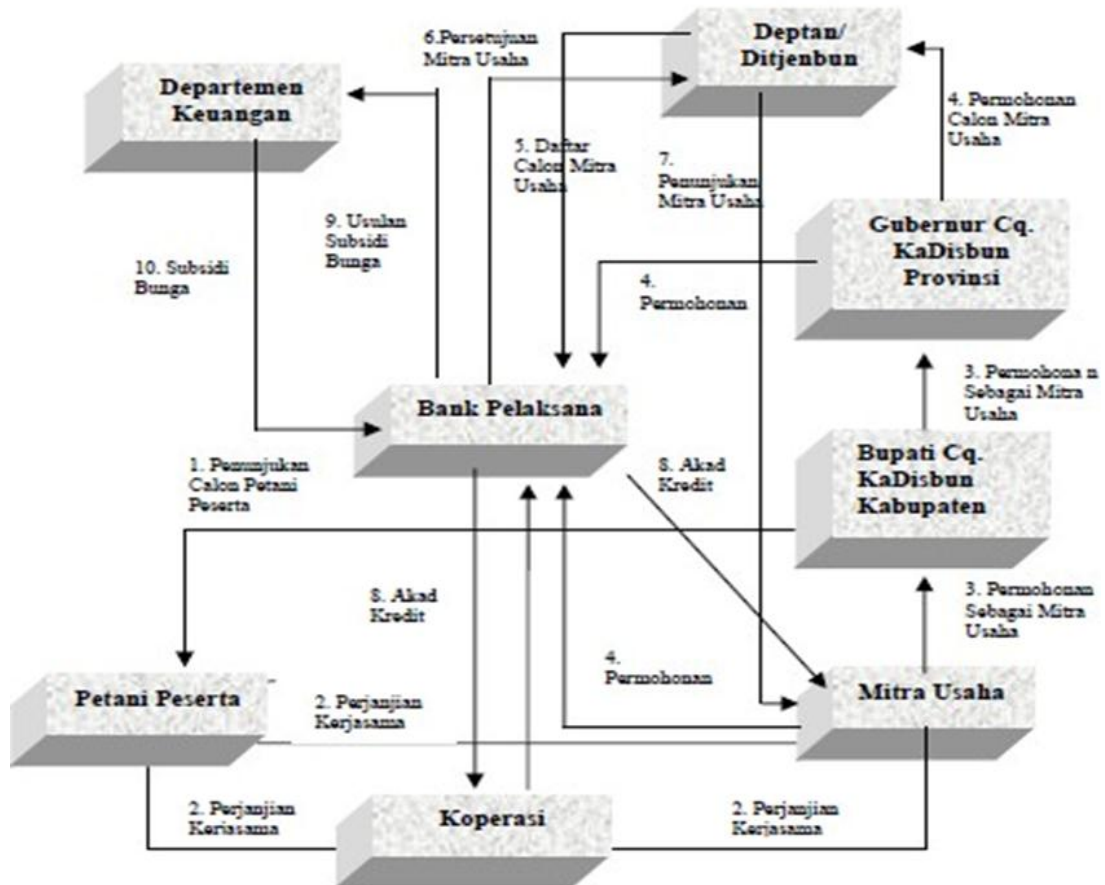 6.Persetujuan
Mitra Usaha
Deptan/
Ditjenbun
Departemen
Keuangan
4. Permohonan
Calon Mitra
Usaha
5. Daftar
Calon Mitra
Usaha
7.
Penunjukan
Mitra Usaha
9. Usulan
Subsidi
Bunga
10. Subsidi
Bunga
Gubernur Cq.
KaDisbun
Provinsi
4.
Permohonan
3. Permohona n
Sebagai Mitra
Usaha
Bank Pelaksana
1. Penunjukan
Calon Petani
Peserta
8. Akad
Kredit
Bupati Cq.
KaDisbun
Kabupaten
8. Akad
Kredit
3. Permohonan
Sebagai Mitra
Usaha
4.
Permohonan
Petani Peserta
2. Perjanjian
Kerjasama
Mitra Usaha
2. Perjanjian
Kerjasama
Koperasi
2. Perjanjian
Kerjasama